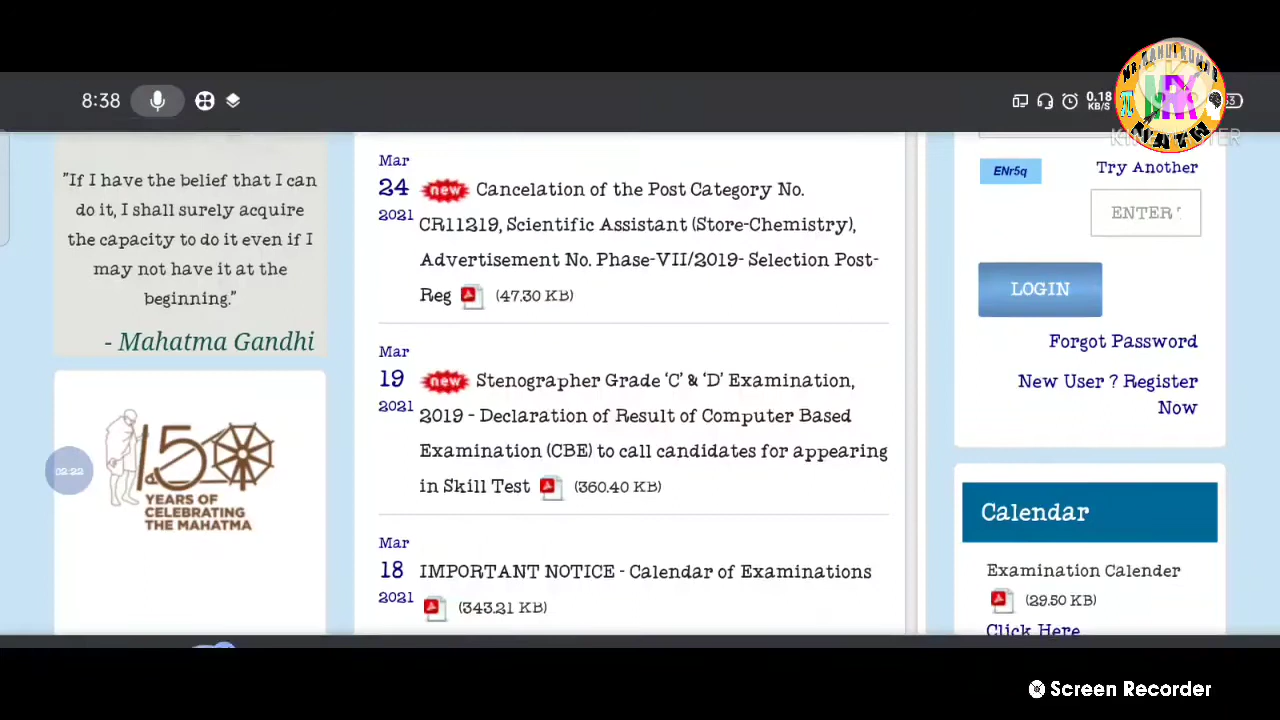 8:38
0.18
KB/S
"If I have the belief that I can
do it, I shall surely acquire
the capacity to do it even if I
may not have it at the
beginning."
- Mahatma Gandhi
150
YEARS OF
CELEBRATING
THE MAHATMA
02:22
Mar
24
2021
new Cancelation of the Post Category No.
CR11219, Scientific Assistant (Store-Chemistry),
Advertisement No. Phase-VII/2019- Selection Post-
Reg (47.30 KB)
Mar
19
2021
new Stenographer Grade 'C' & 'D' Examination,
2019 - Declaration of Result of Computer Based
Examination (CBE) to call candidates for appearing
in Skill Test (360.40 KB)
Mar
18
2021
IMPORTANT NOTICE - Calendar of Examinations
(343.21 KB)
ENr5q
Try Another
ENTER
LOGIN
Forgot Password
New User ? Register
Now
Calendar
Examination Calender
(29.50 KB)
Click Here
Screen Recorder